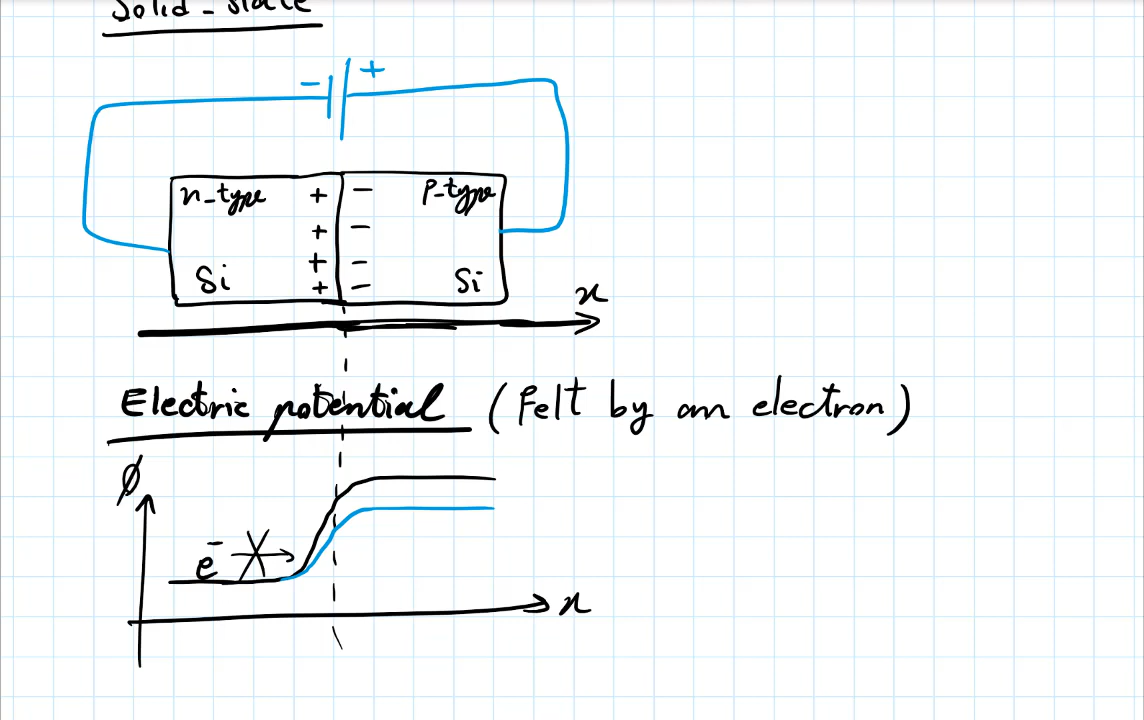 Solid-state
- +
n-type + - p-type
+ -
+ -
Si + - Si
x
Electric potential (felt by an electron)
ϕ
e⁻
x